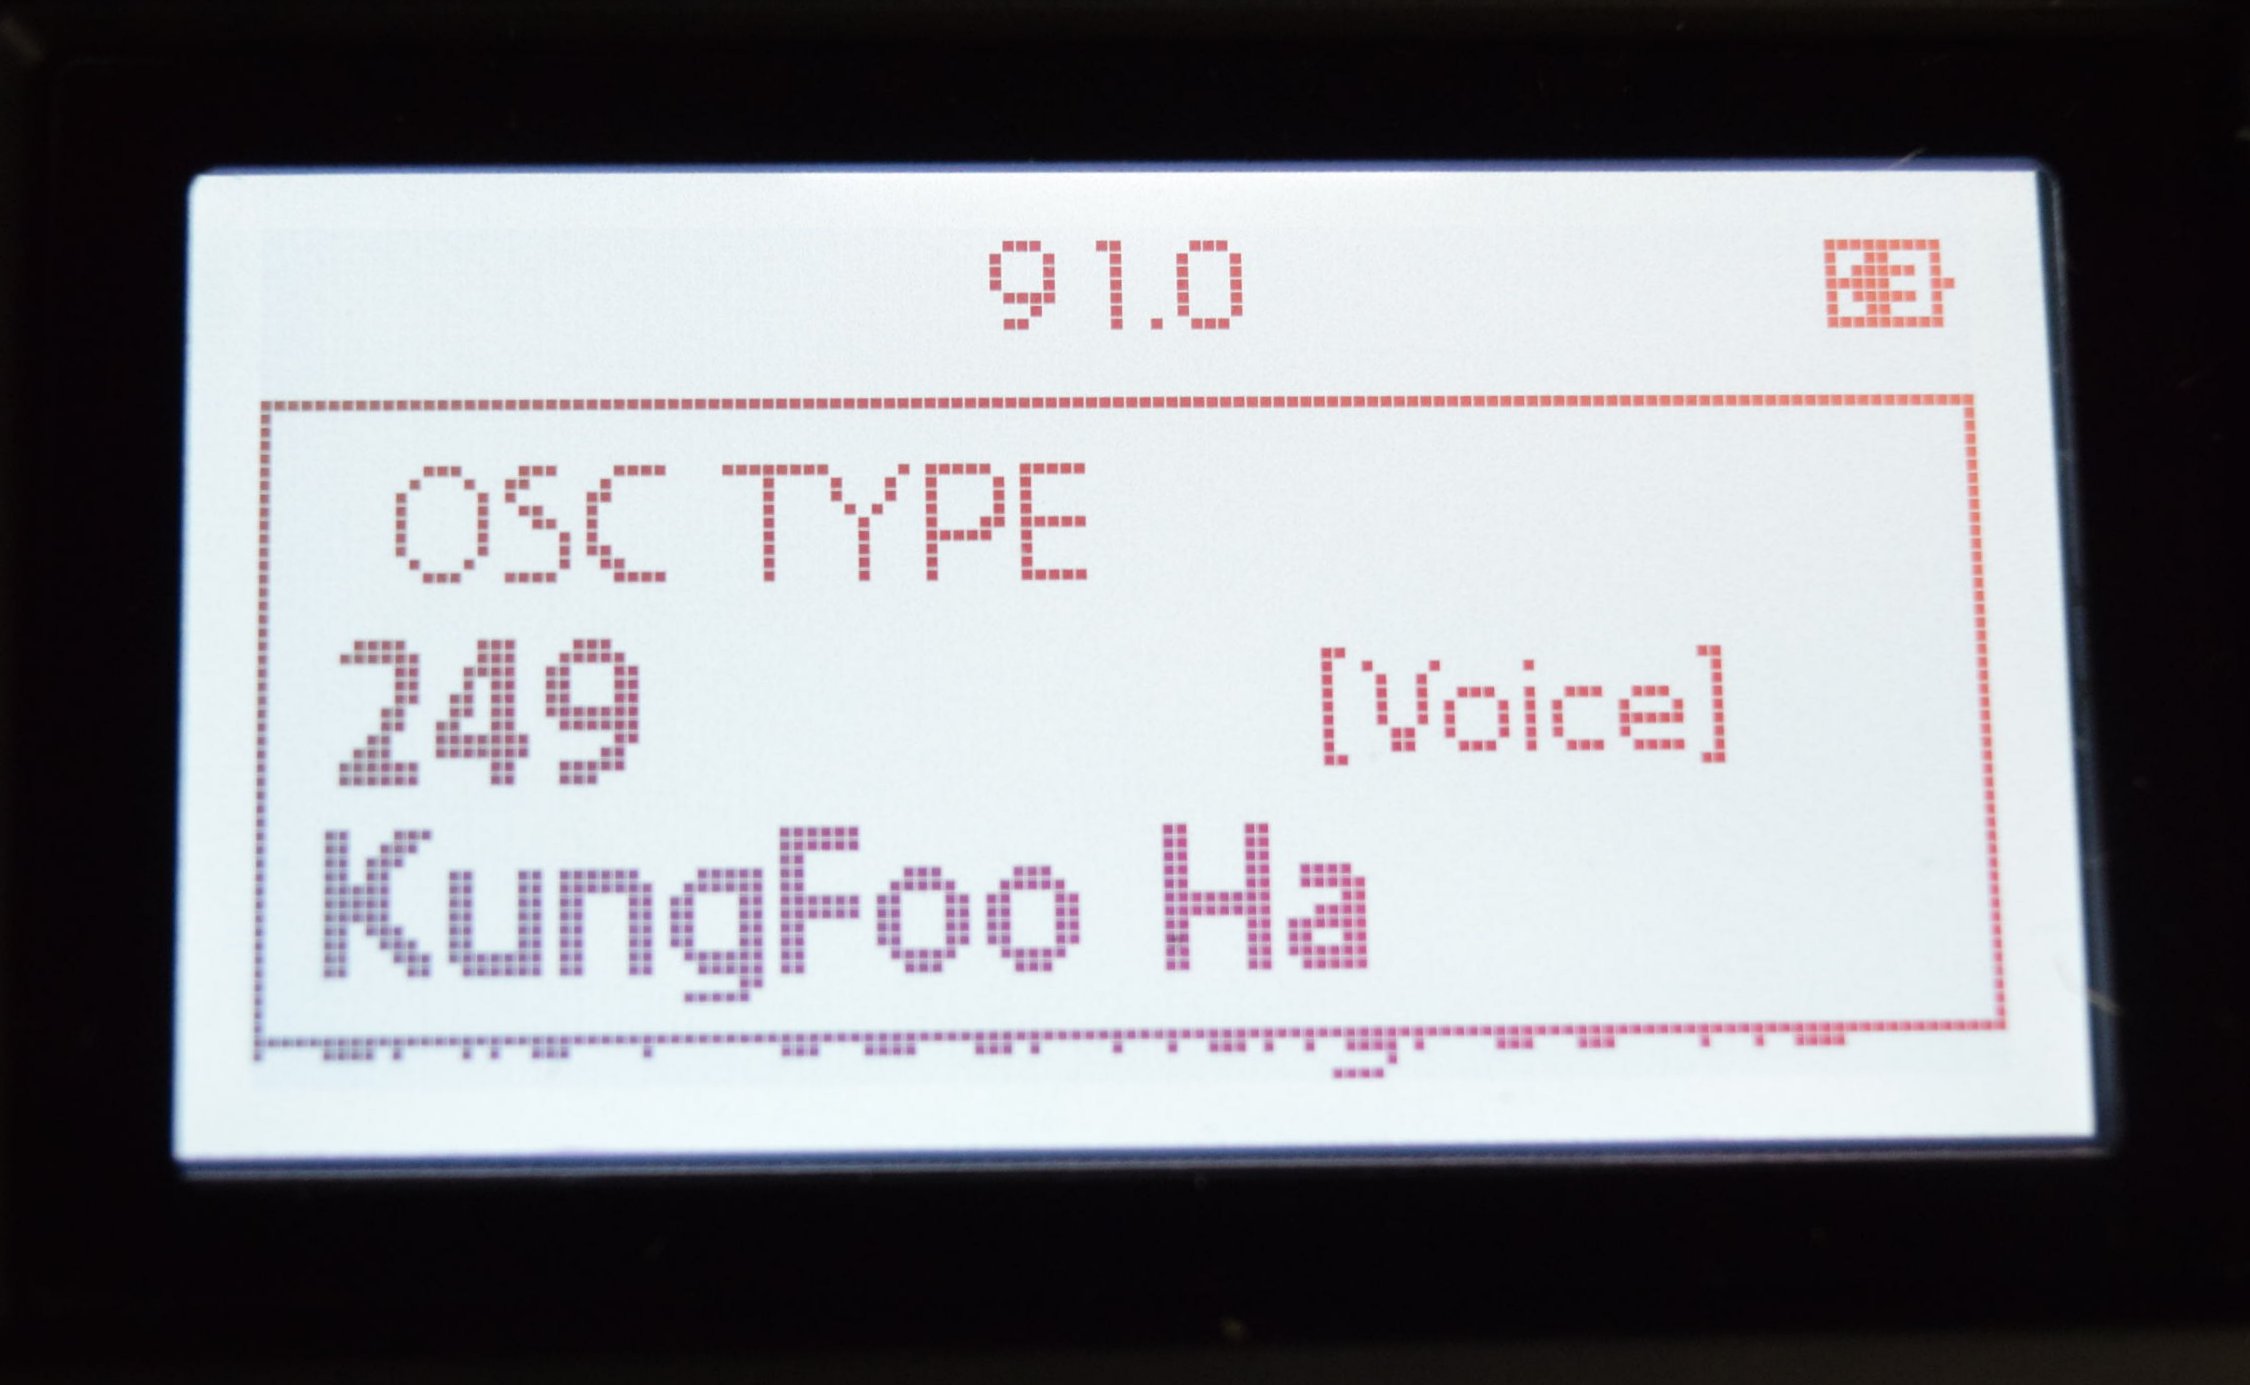 91.0
OSC TYPE
249 [Voice]
KungFoo Ha